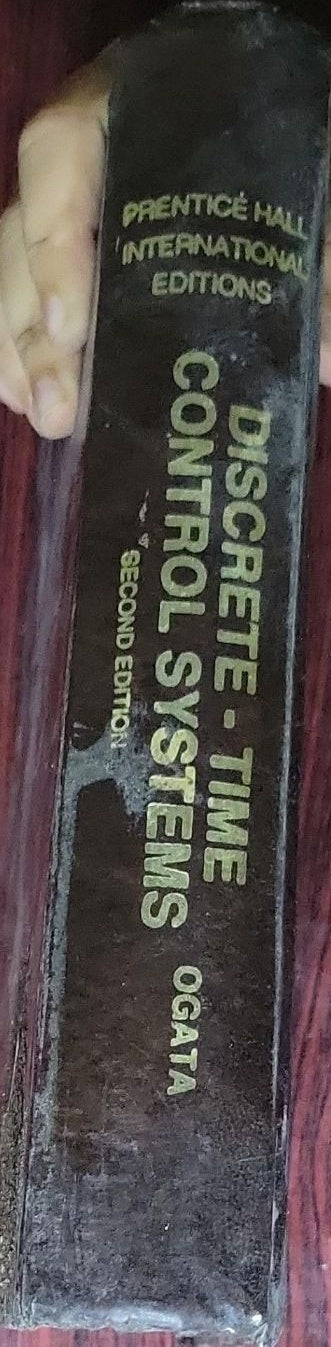 PRENTICE HALL
INTERNATIONAL
EDITIONS
DISCRETE - TIME
CONTROL SYSTEMS
SECOND EDITION
OGATA